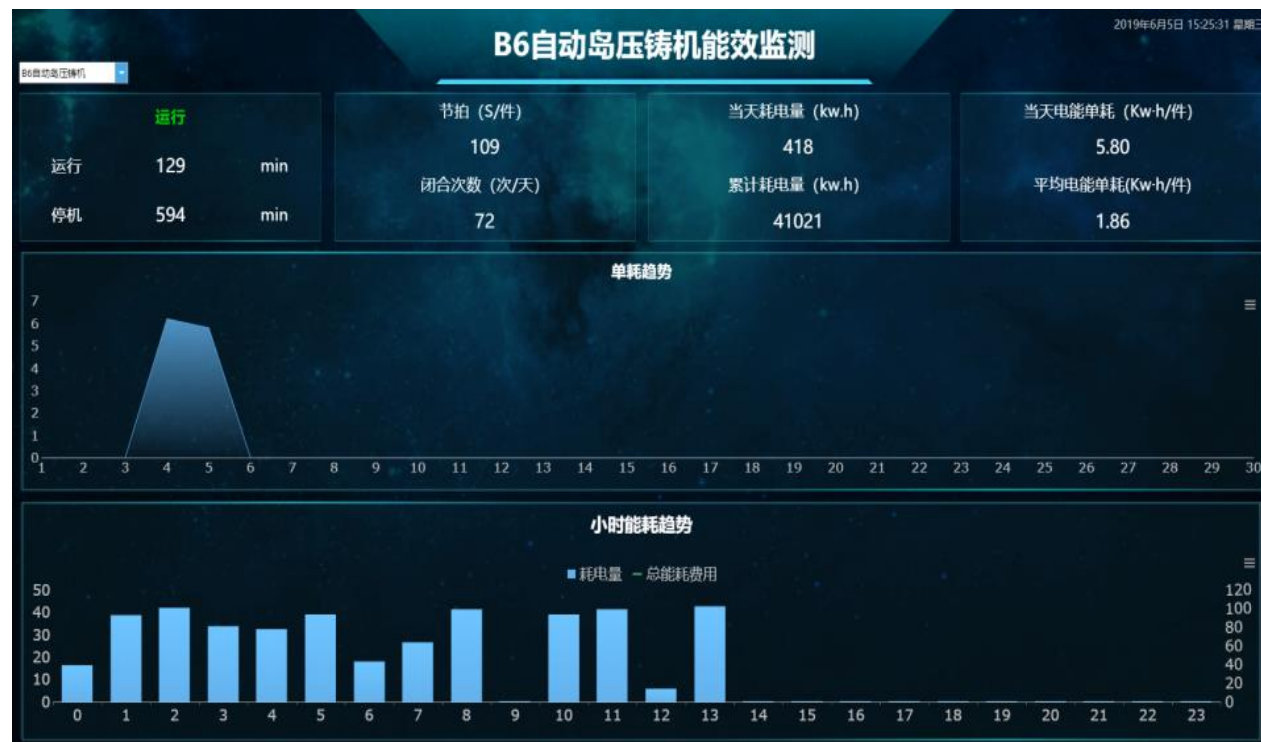 B6自动岛压铸机能效监测
2019年6月5日 15:25:31 星期三
B6自动岛压铸机
运行
运行 129 min
停机 594 min
节拍（S/件）
109
闭合次数（次/天）
72
当天耗电量（kw.h）
418
累计耗电量（kw.h）
41021
当天电能单耗（Kw·h/件）
5.80
平均电能单耗(Kw·h/件)
1.86
单耗趋势
7
6
5
4
3
2
1
0
1 2 3 4 5 6 7 8 9 10 11 12 13 14 15 16 17 18 19 20 21 22 23 24 25 26 27 28 29 30
小时能耗趋势
耗电量 总能耗费用
50 120
40 100
30 80
20 60
10 40
0 20
0
0 1 2 3 4 5 6 7 8 9 10 11 12 13 14 15 16 17 18 19 20 21 22 23